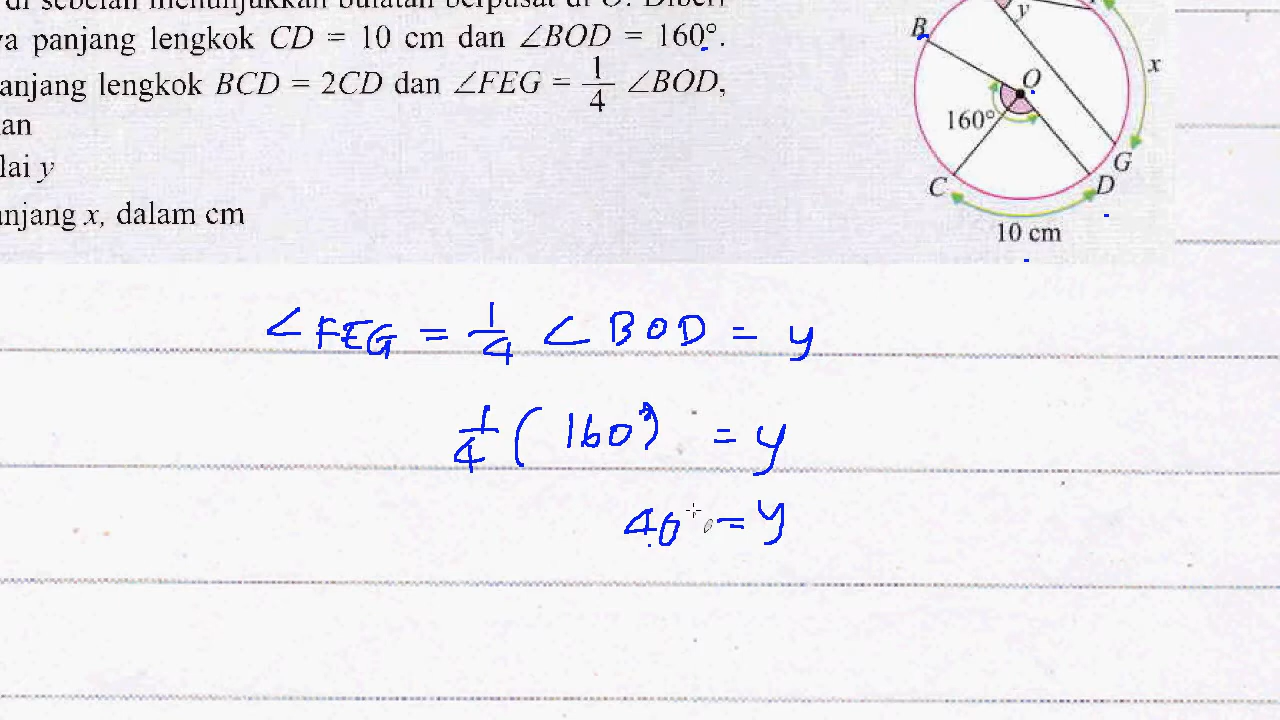 di sebelah menunjukkan bulatan berpusat di O. Diberi
panjang lengkok CD = 10 cm dan ∠BOD = 160°.
anjang lengkok BCD = 2CD dan ∠FEG = 1/4 ∠BOD,
an
lai y
anjang x, dalam cm
y
B
x
O
160°
G
C
D
10 cm
∠FEG = 1/4 ∠BOD = y
1/4 (160°) = y
40° = y